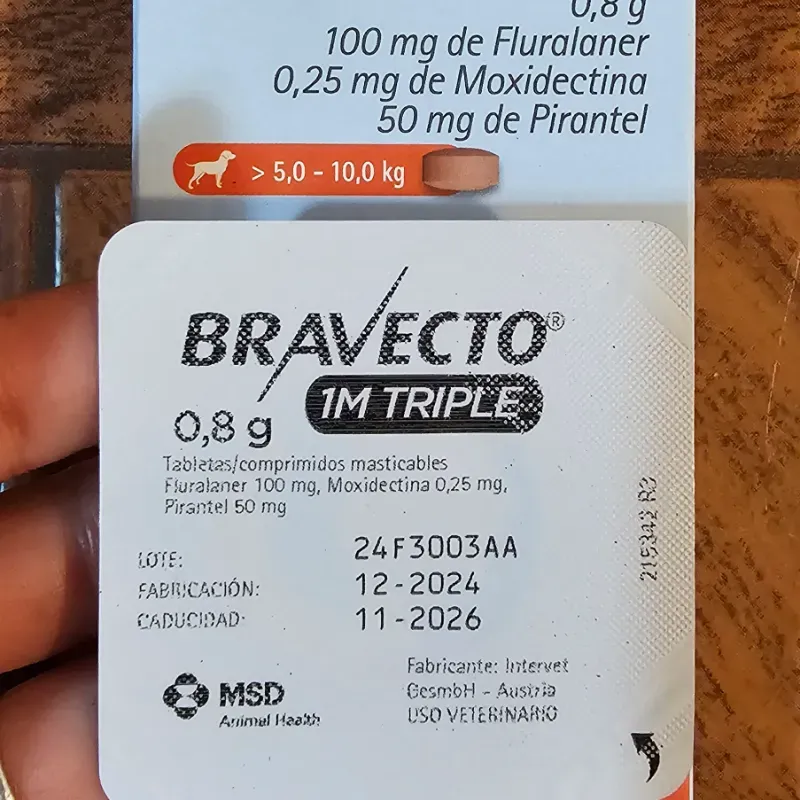 0,8 g
100 mg de Fluralaner
0,25 mg de Moxidectina
50 mg de Pirantel
> 5,0 - 10,0 kg
BRAVECTO®
1M TRIPLE
0,8 g
Tabletas/comprimidos masticables
Fluralaner 100 mg, Moxidectina 0,25 mg,
Pirantel 50 mg
LOTE: 24F3003AA
FABRICACIÓN: 12-2024
CADUCIDAD: 11-2026
MSD
Animal Health
Fabricante: Intervet
GesmbH - Austria
USO VETERINARIO
215342 R3